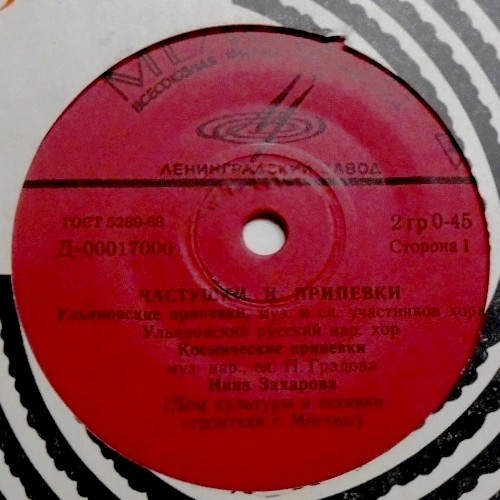 МЕ
ВСЕСОЮЗНАЯ
ЛЕНИНГРАДСКИЙ ЗАВОД
ГОСТ 5289-68
2 гр 0-45
Д-00017000
Сторона 1
ЧАСТУШКИ И ПРИПЕВКИ
Ульяновские припевки, муз. и сл. участников хора
Ульяновский русский нар. хор
Космические припевки
муз. нар., сл. П. Градова
Нина Захарова
(Дом культуры и техники
строителя г. Москвы)